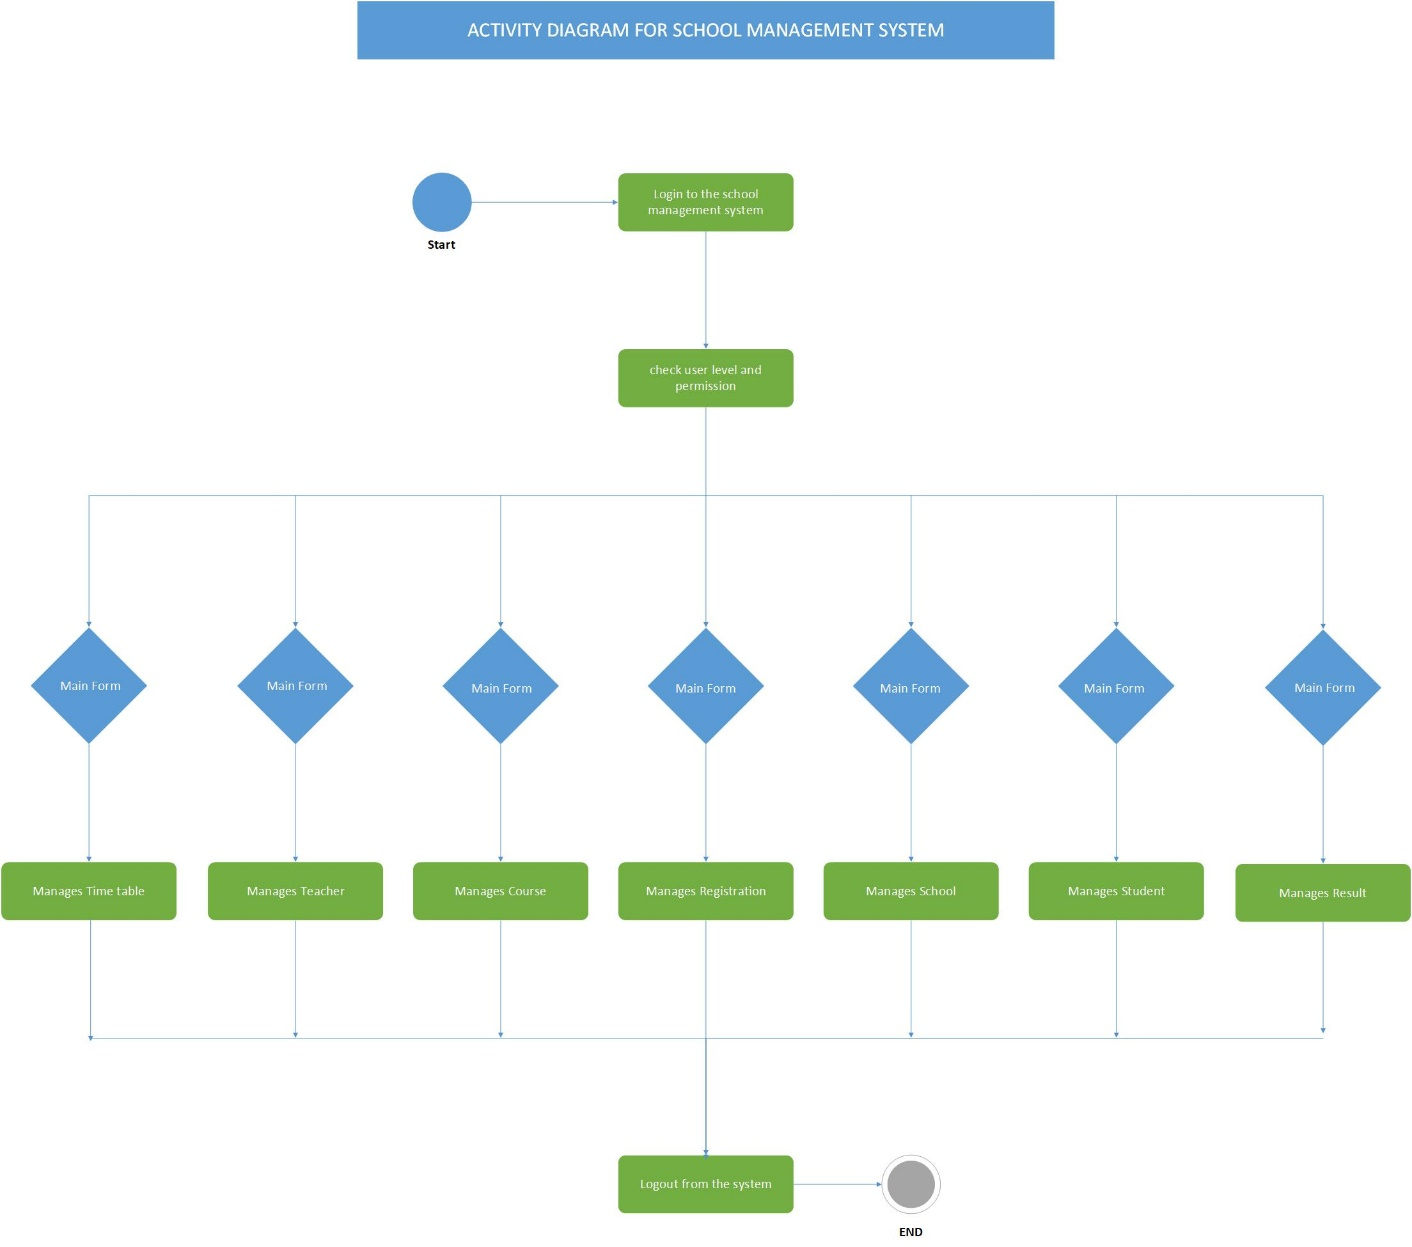 ACTIVITY DIAGRAM FOR SCHOOL MANAGEMENT SYSTEM
Login to the school
management system
Start
check user level and
permission
Main Form
Main Form
Main Form
Main Form
Main Form
Main Form
Main Form
Manages Time table
Manages Teacher
Manages Course
Manages Registration
Manages School
Manages Student
Manages Result
Logout from the system
END